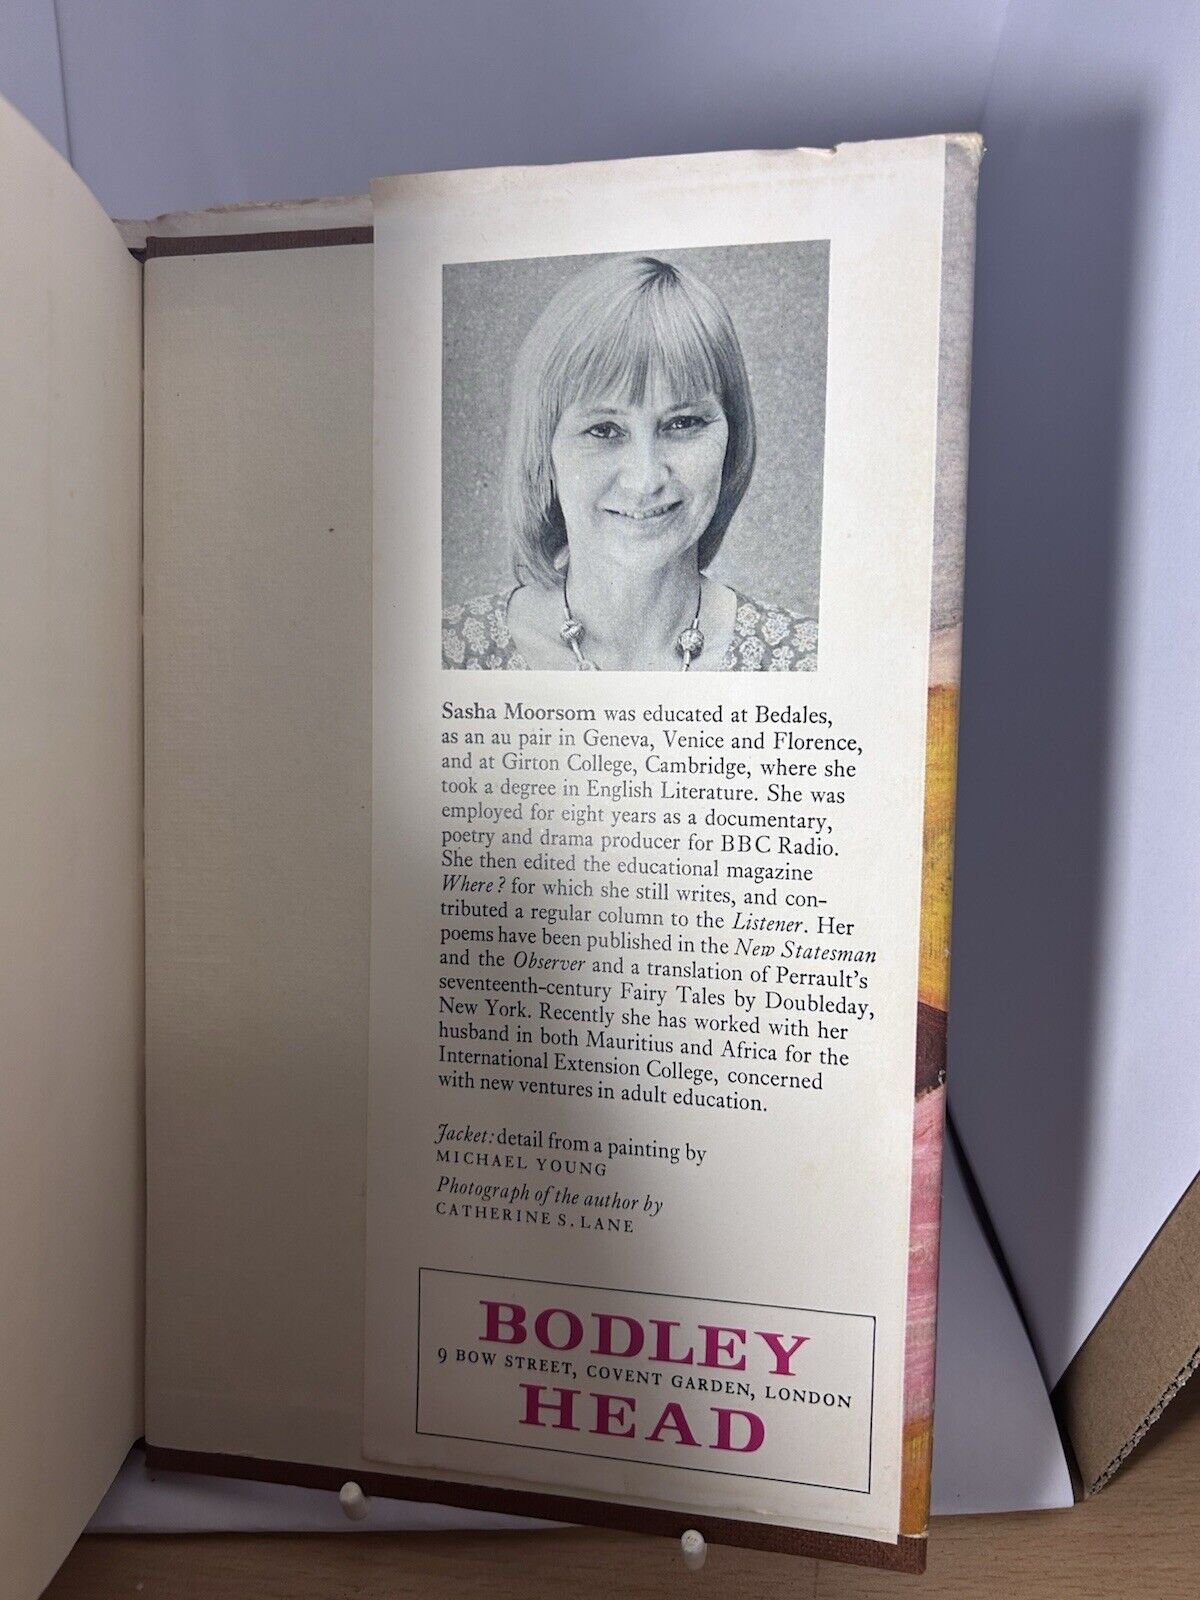 Sasha Moorsom was educated at Bedales,
as an au pair in Geneva, Venice and Florence,
and at Girton College, Cambridge, where she
took a degree in English Literature. She was
employed for eight years as a documentary,
poetry and drama producer for BBC Radio.
She then edited the educational magazine
Where? for which she still writes, and con-
tributed a regular column to the Listener. Her
poems have been published in the New Statesman
and the Observer and a translation of Perrault's
seventeenth-century Fairy Tales by Doubleday,
New York. Recently she has worked with her
husband in both Mauritius and Africa for the
International Extension College, concerned
with new ventures in adult education.
Jacket: detail from a painting by
MICHAEL YOUNG
Photograph of the author by
CATHERINE S. LANE
BODLEY
9 BOW STREET, COVENT GARDEN, LONDON
HEAD